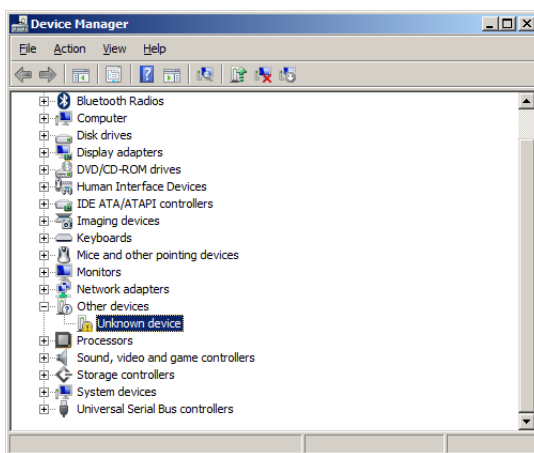 Device Manager
File Action View Help
Bluetooth Radios
Computer
Disk drives
Display adapters
DVD/CD-ROM drives
Human Interface Devices
IDE ATA/ATAPI controllers
Imaging devices
Keyboards
Mice and other pointing devices
Monitors
Network adapters
Other devices
Unknown device
Processors
Sound, video and game controllers
Storage controllers
System devices
Universal Serial Bus controllers